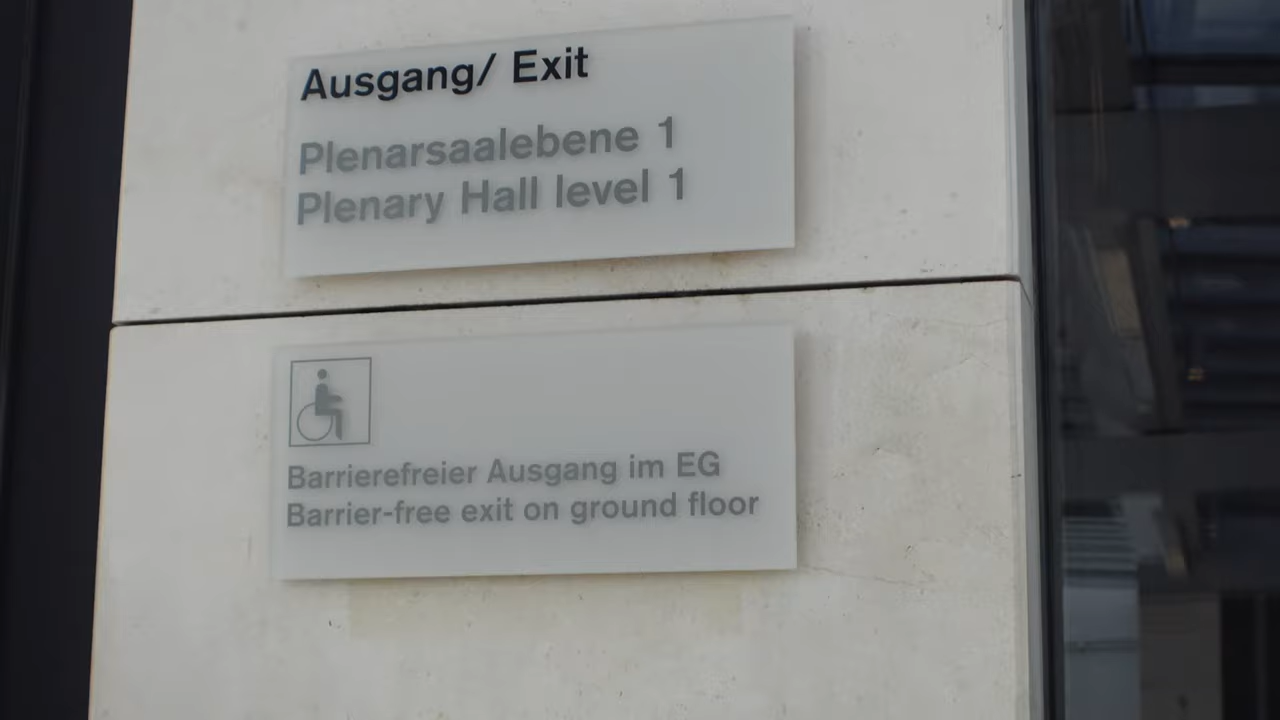 Ausgang/ Exit
Plenarsaalebene 1
Plenary Hall level 1
Barrierefreier Ausgang im EG
Barrier-free exit on ground floor